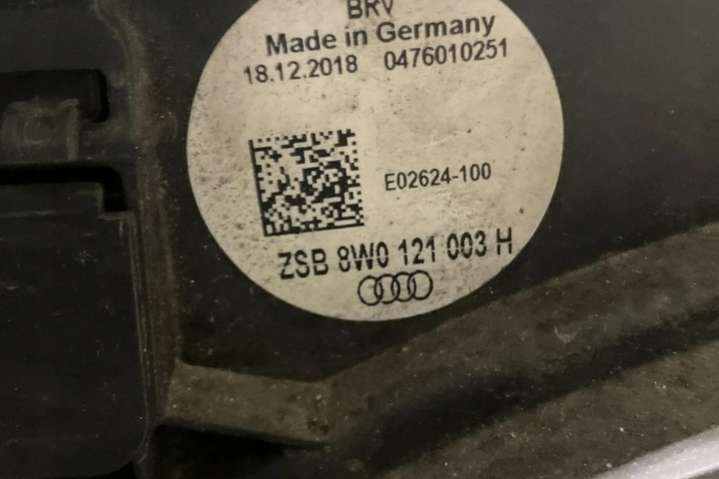 BRV
Made in Germany
18.12.2018 0476010251
E02624-100
ZSB 8W0 121 003 H